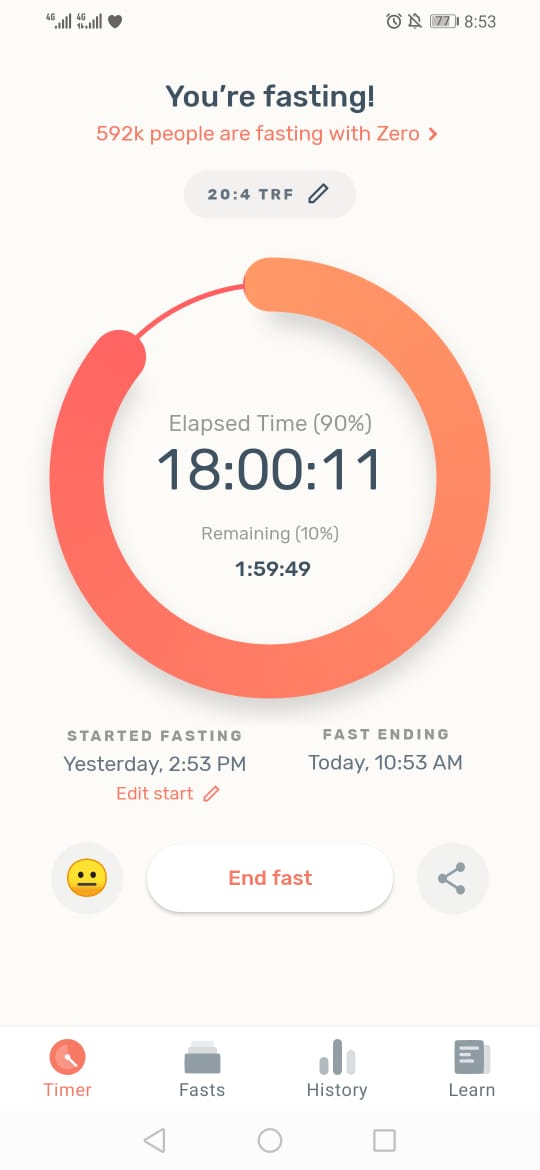 4G 4G 77 8:53
You're fasting!
592k people are fasting with Zero >
20:4 TRF
Elapsed Time (90%)
18:00:11
Remaining (10%)
1:59:49
STARTED FASTING
Yesterday, 2:53 PM
Edit start
FAST ENDING
Today, 10:53 AM
End fast
Timer Fasts History Learn